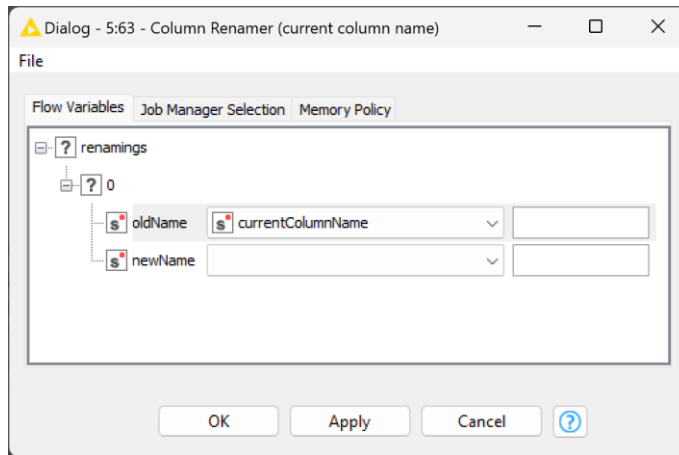 Dialog - 5:63 - Column Renamer (current column name)
File
Flow Variables Job Manager Selection Memory Policy
? renamings
? 0
s oldName s currentColumnName
s newName
OK Apply Cancel ?